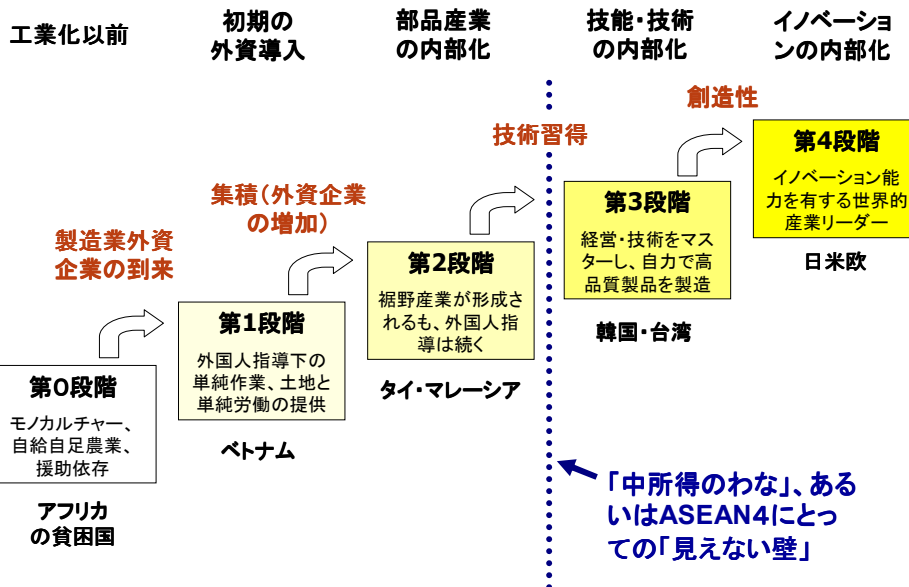 工業化以前
初期の
外資導入
部品産業
の内部化
技能・技術
の内部化
イノベーショ
ンの内部化
創造性
技術習得
集積(外資企業
の増加)
製造業外資
企業の到来
第0段階
モノカルチャー、
自給自足農業、
援助依存
アフリカ
の貧困国
第1段階
外国人指導下の
単純作業、土地と
単純労働の提供
ベトナム
第2段階
裾野産業が形成さ
れるも、外国人指
導は続く
タイ・マレーシア
第3段階
経営・技術をマス
ターし、自力で高
品質製品を製造
韓国・台湾
第4段階
イノベーション能
力を有する世界的
産業リーダー
日米欧
「中所得のわな」、ある
いはASEAN4にとっ
ての「見えない壁」